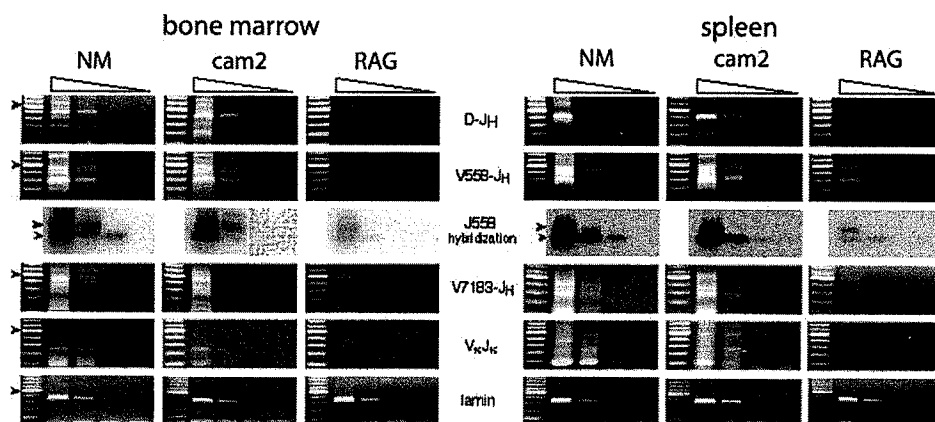 bone marrow
spleen
NM cam2 RAG
NM cam2 RAG
D-JH
V558-JH
J558
hybridization
V7183-JH
VκJκ
lamin